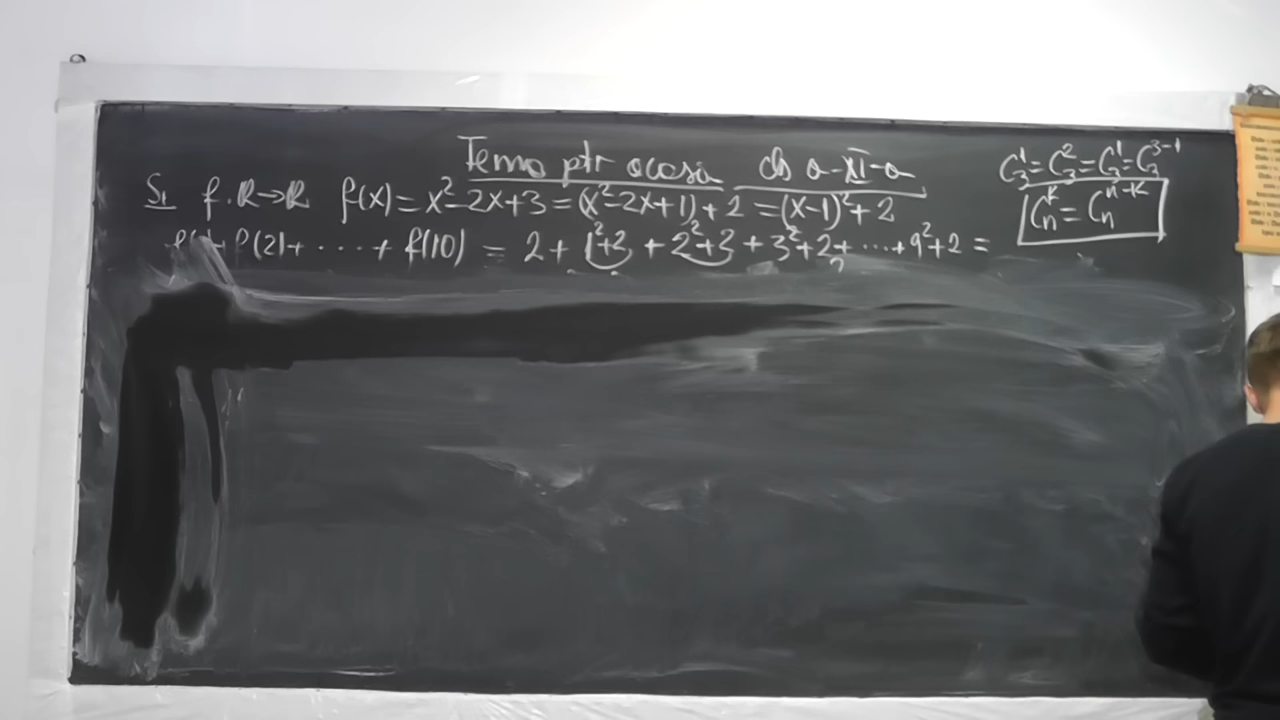 Tema ptr acasă cls a-XI-a
S₁ f: R→R f(x) = x² - 2x + 3 = (x² - 2x + 1) + 2 = (x-1)² + 2
f(2) + ..... + f(10) = 2 + 1² + 2 + 2² + 2 + 3² + 2 + ... + 9² + 2 =
C₃¹ = C₃² = C₃¹ = C₃³⁻¹
Cₙᵏ = Cₙⁿ⁻ᵏ